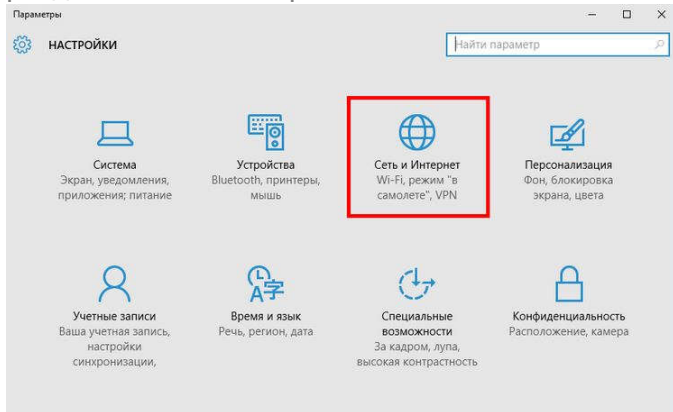 Параметры
НАСТРОЙКИ
Найти параметр
Система
Экран, уведомления,
приложения; питание
Устройства
Bluetooth, принтеры,
мышь
Сеть и Интернет
Wi-Fi, режим "в
самолете", VPN
Персонализация
Фон, блокировка
экрана, цвета
Учетные записи
Ваша учетная запись,
настройки
синхронизации,
Время и язык
Речь, регион, дата
Специальные
возможности
За кадром, лупа,
высокая контрастность
Конфиденциальность
Расположение, камера